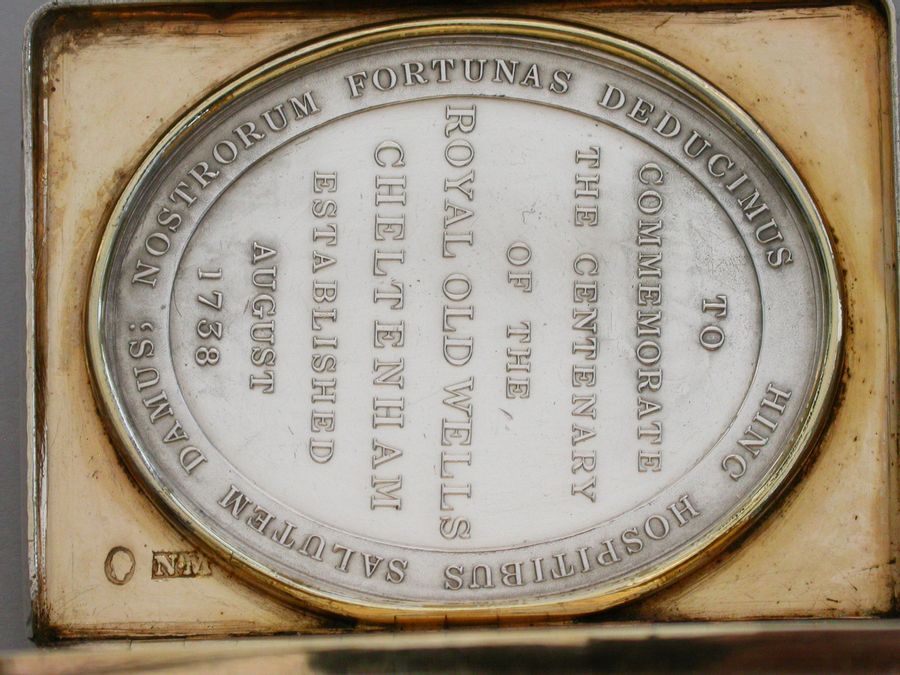 TO
COMMEMORATE
THE CENTENARY
OF THE
ROYAL OLD WELLS
CHELTENHAM
ESTABLISHED
AUGUST
1738
NOSTRORUM FORTUNAS DEDUCIMUS
HINC HOSPITIBUS SALUTEM DAMUS;
N·M